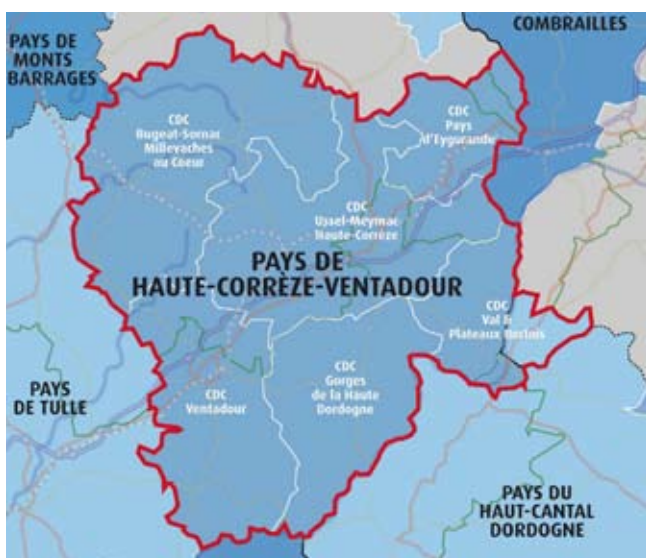 PAYS DE
MONTS
BARRAGES
COMBRAILLES
CDC
Bugeat-Sornac
Millevaches
au Coeur
CDC
Pays
d'Eygurande
CDC
Ussel-Meymac
Haute-Corrèze
PAYS DE
HAUTE-CORRÈZE-VENTADOUR
CDC
Val &
Plateaux Bortois
CDC
Gorges
de la Haute
Dordogne
CDC
Ventadour
PAYS
DE TULLE
PAYS DU
HAUT-CANTAL
DORDOGNE